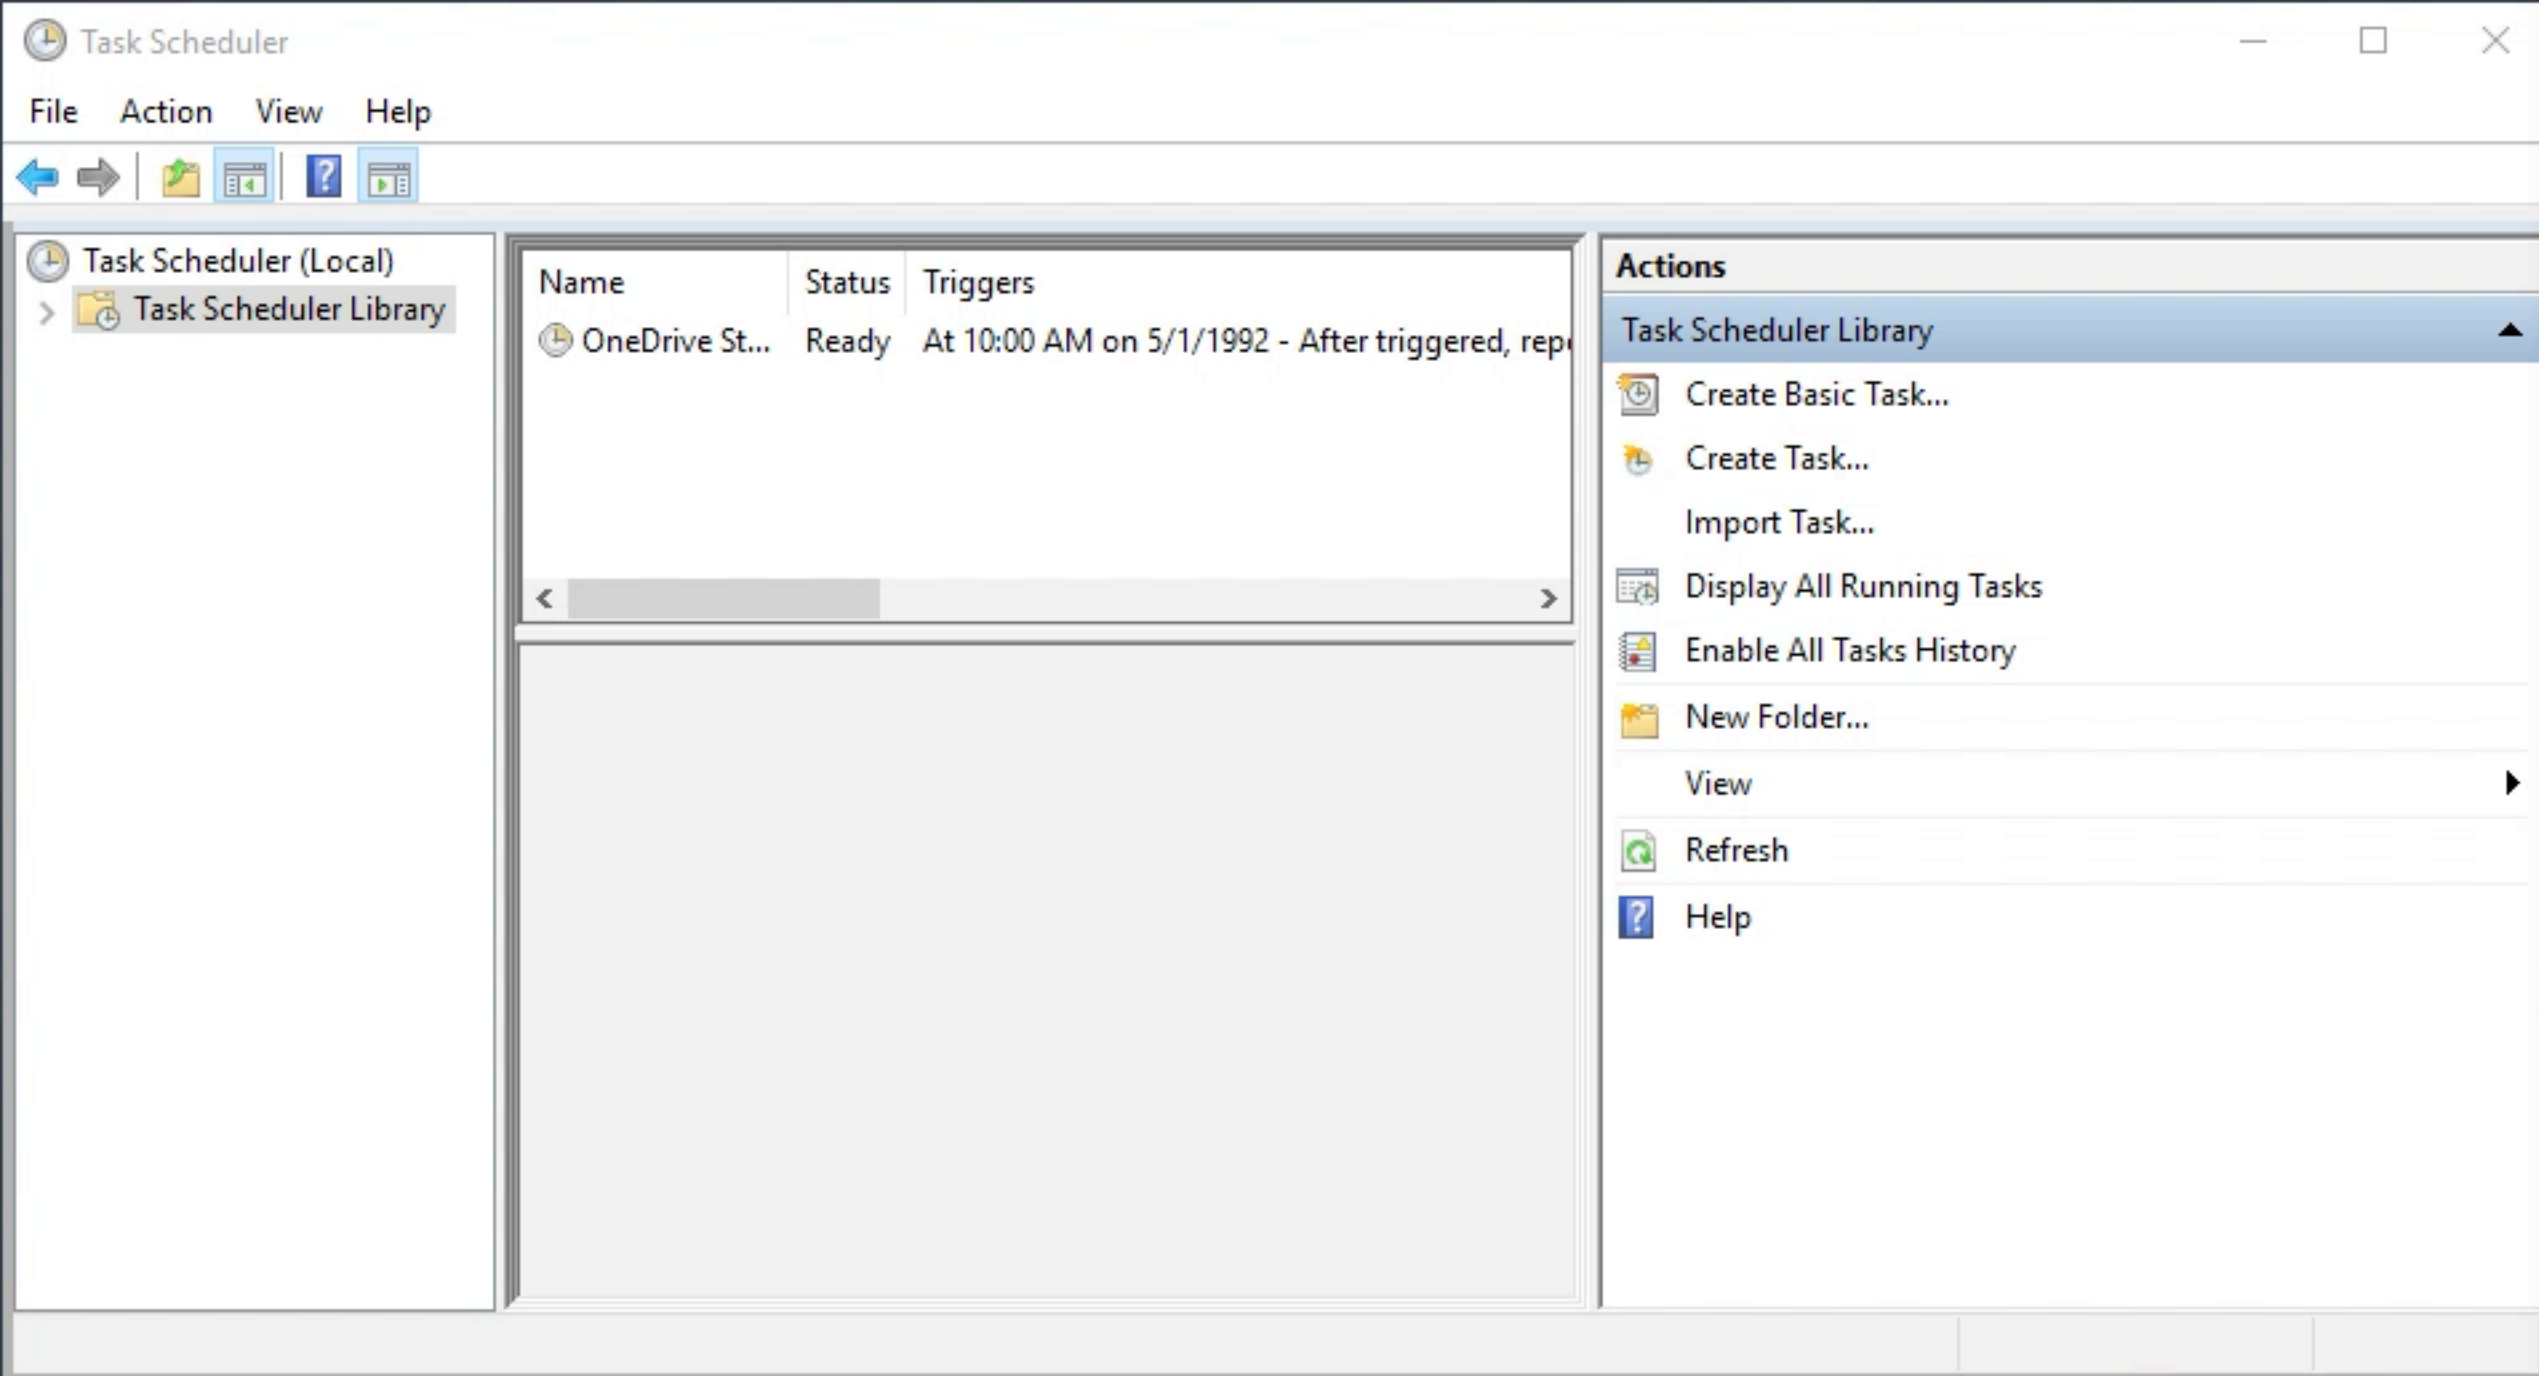 Task Scheduler
File Action View Help
Task Scheduler (Local)
Task Scheduler Library
Name Status Triggers
OneDrive St... Ready At 10:00 AM on 5/1/1992 - After triggered,
Actions
Task Scheduler Library
Create Basic Task...
Create Task...
Import Task...
Display All Running Tasks
Enable All Tasks History
New Folder...
View
Refresh
Help